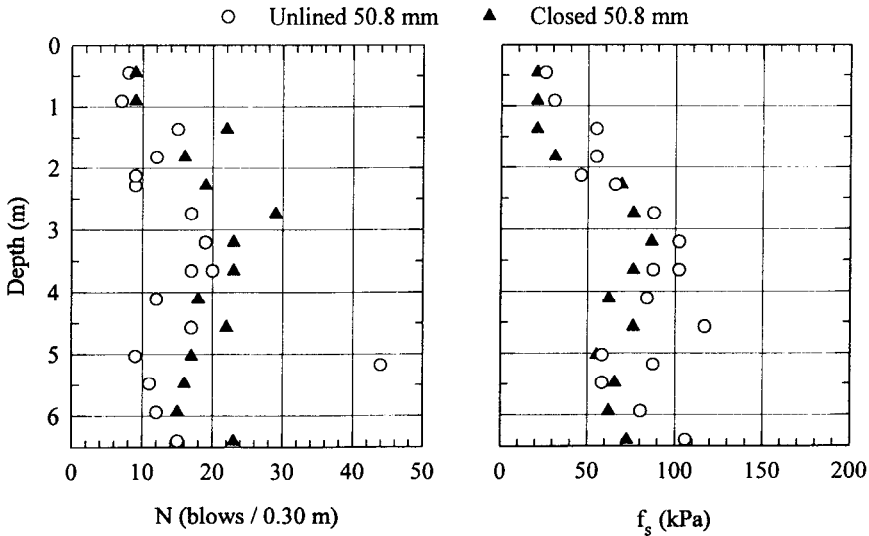 Unlined 50.8 mm
Closed 50.8 mm
Depth (m)
0
1
2
3
4
5
6
0 10 20 30 40 50
0 50 100 150 200
N (blows / 0.30 m)
fs (kPa)